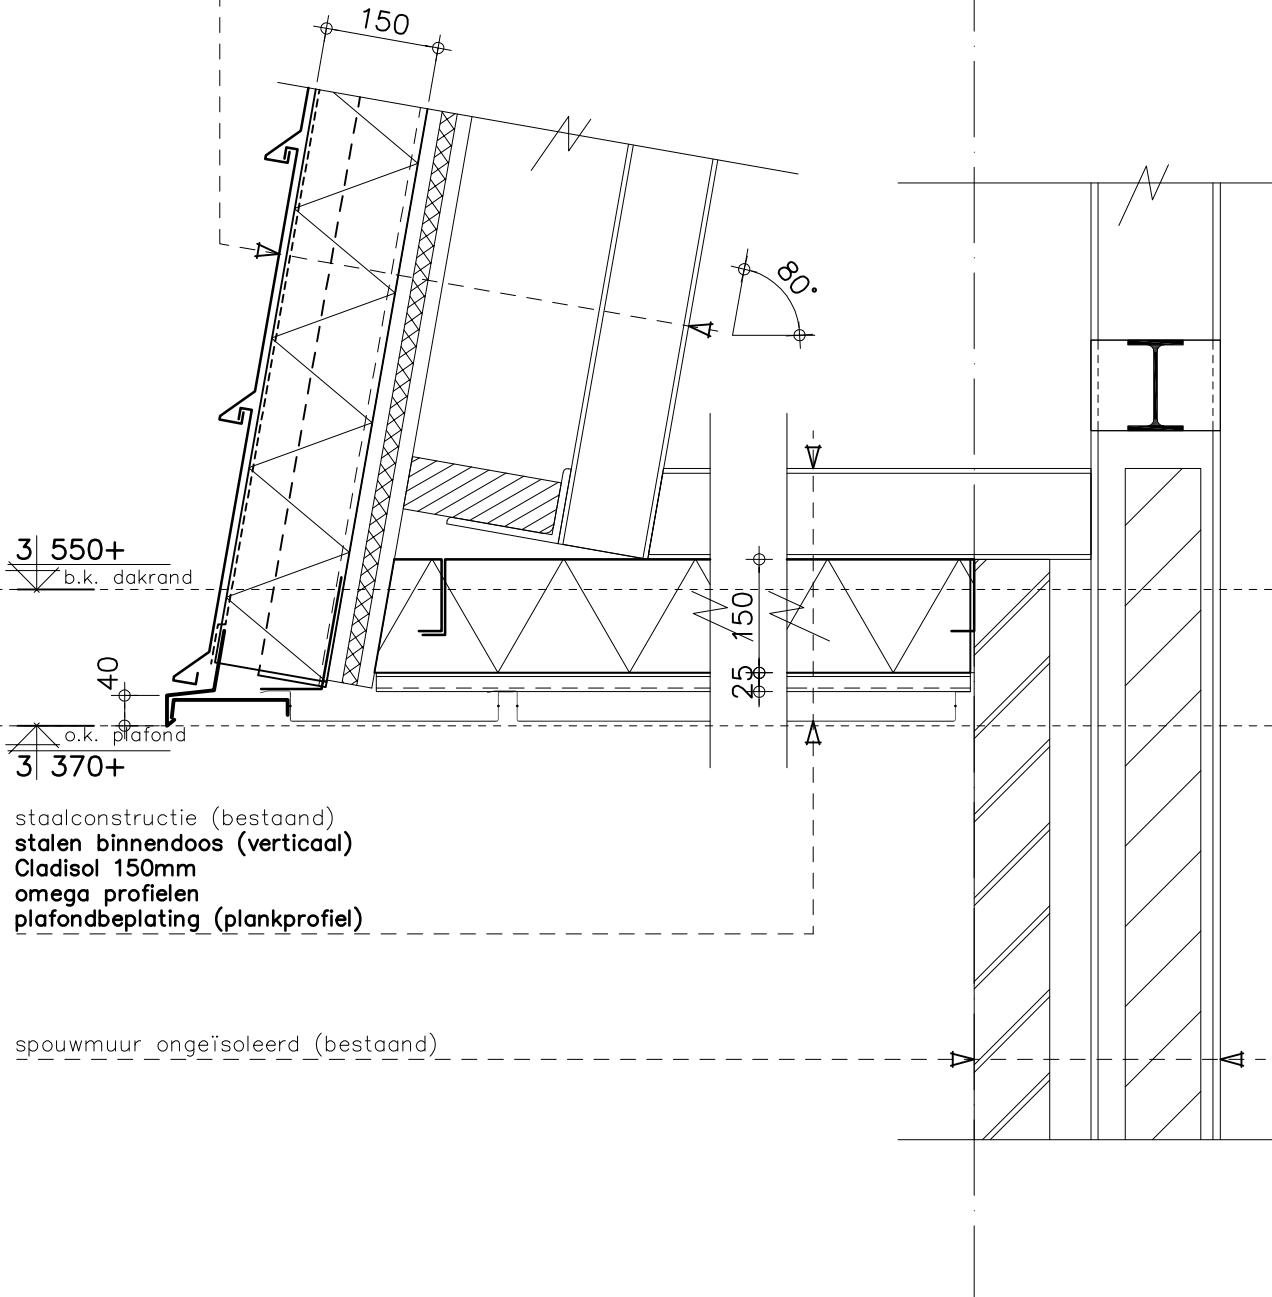 150
80°
3 550+
b.k. dakrand
150
25
40
o.k. plafond
3 370+
staalconstructie (bestaand)
stalen binnendoos (verticaal)
Cladisol 150mm
omega profielen
plafondbeplating (plankprofiel)
spouwmuur ongeïsoleerd (bestaand)